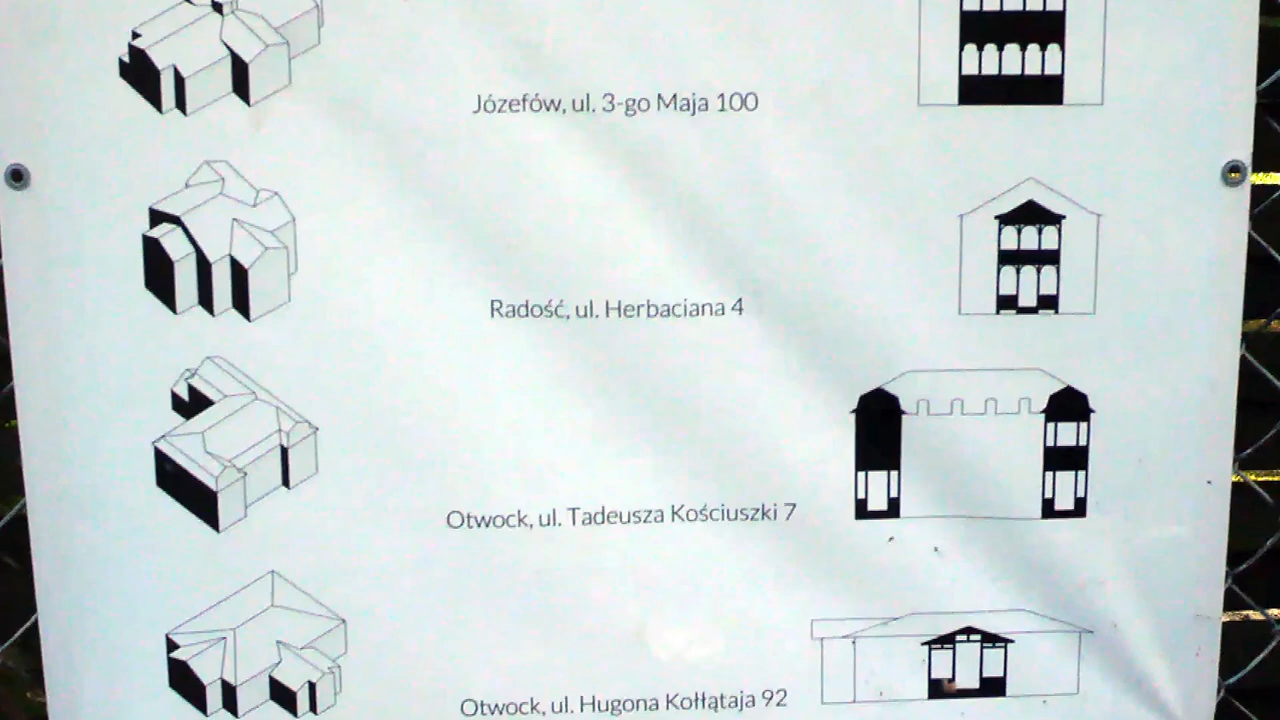 Józefów, ul. 3-go Maja 100
Radość, ul. Herbaciana 4
Otwock, ul. Tadeusza Kościuszki 7
Otwock, ul. Hugona Kołłątaja 92